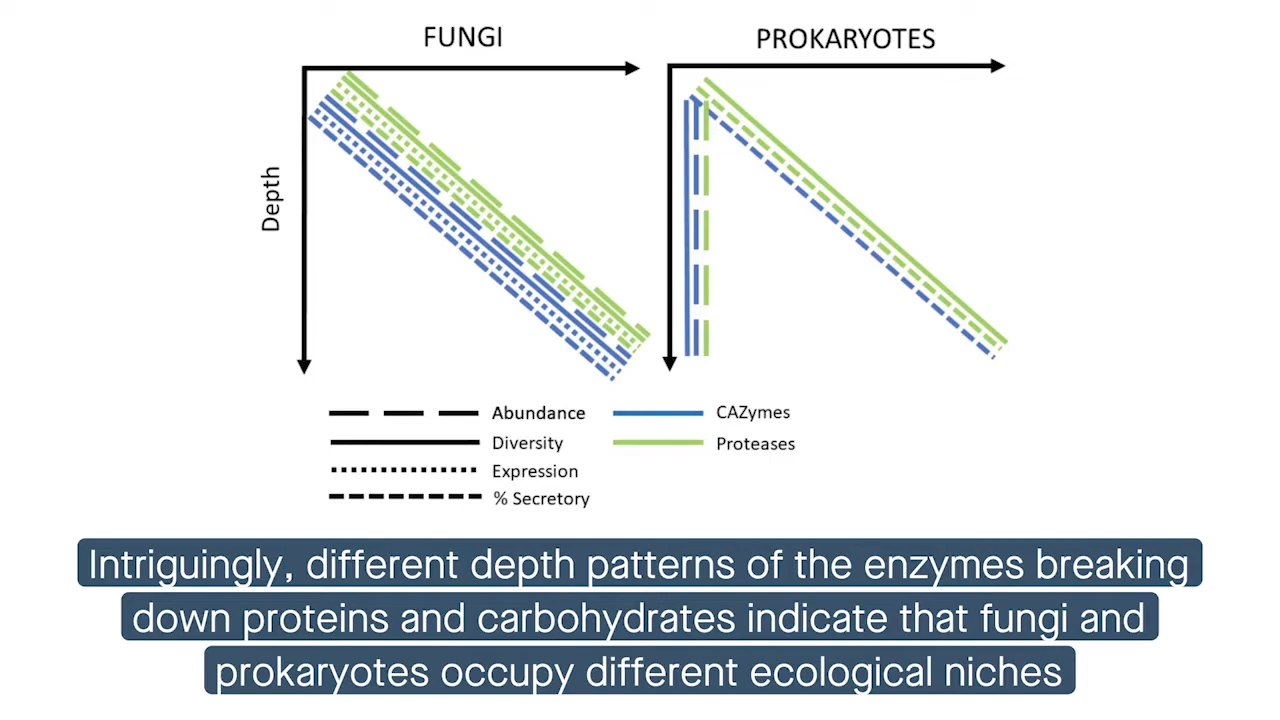 FUNGI
PROKARYOTES
Depth
Abundance
CAZymes
Diversity
Proteases
Expression
% Secretory
Intriguingly, different depth patterns of the enzymes breaking
down proteins and carbohydrates indicate that fungi and
prokaryotes occupy different ecological niches